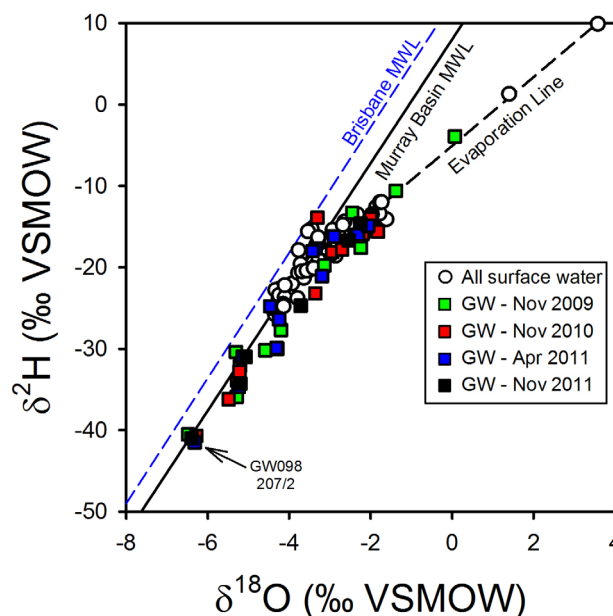 10
0
-10
-20
-30
-40
-50
δ²H (‰ VSMOW)
Brisbane MWL
Murray Basin MWL
Evaporation Line
All surface water
GW - Nov 2009
GW - Nov 2010
GW - Apr 2011
GW - Nov 2011
GW098
207/2
-8 -6 -4 -2 0 2 4
δ¹⁸O (‰ VSMOW)